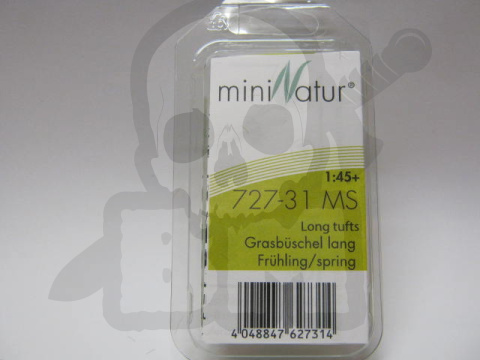 miniNatur®
1:45+
727-31 MS
Long tufts
Grasbüschel lang
Frühling/spring
4 048847 627314